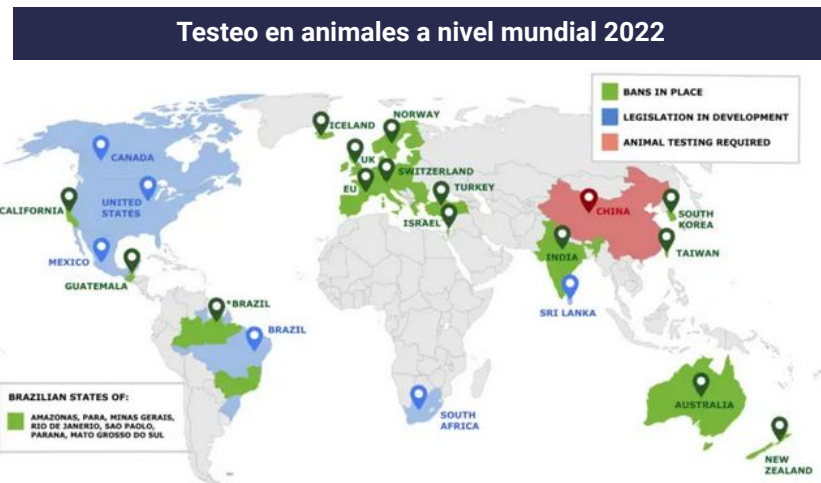 Testeo en animales a nivel mundial 2022
BANS IN PLACE
LEGISLATION IN DEVELOPMENT
ANIMAL TESTING REQUIRED
ICELAND
NORWAY
CANADA
UK
SWITZERLAND
EU
TURKEY
CALIFORNIA
UNITED
STATES
ISRAEL
CHINA
SOUTH
KOREA
MEXICO
INDIA
TAIWAN
GUATEMALA
*BRAZIL
SRI LANKA
BRAZIL
BRAZILIAN STATES OF:
AMAZONAS, PARA, MINAS GERAIS,
RIO DE JANERIO, SAO PAOLO,
PARANA, MATO GROSSO DO SUL
SOUTH
AFRICA
AUSTRALIA
NEW
ZEALAND